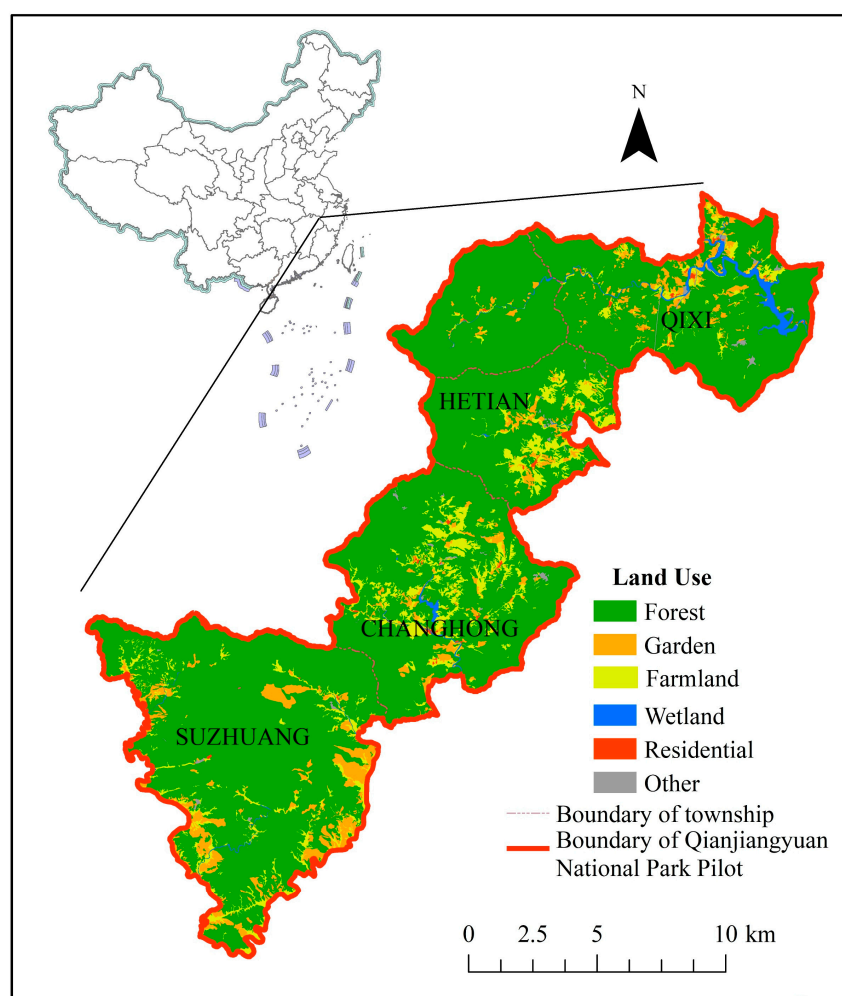 N
QIXI
HETIAN
CHANGHONG
SUZHUANG
Land Use
Forest
Garden
Farmland
Wetland
Residential
Other
Boundary of township
Boundary of Qianjiangyuan
National Park Pilot
0 2.5 5 10 km